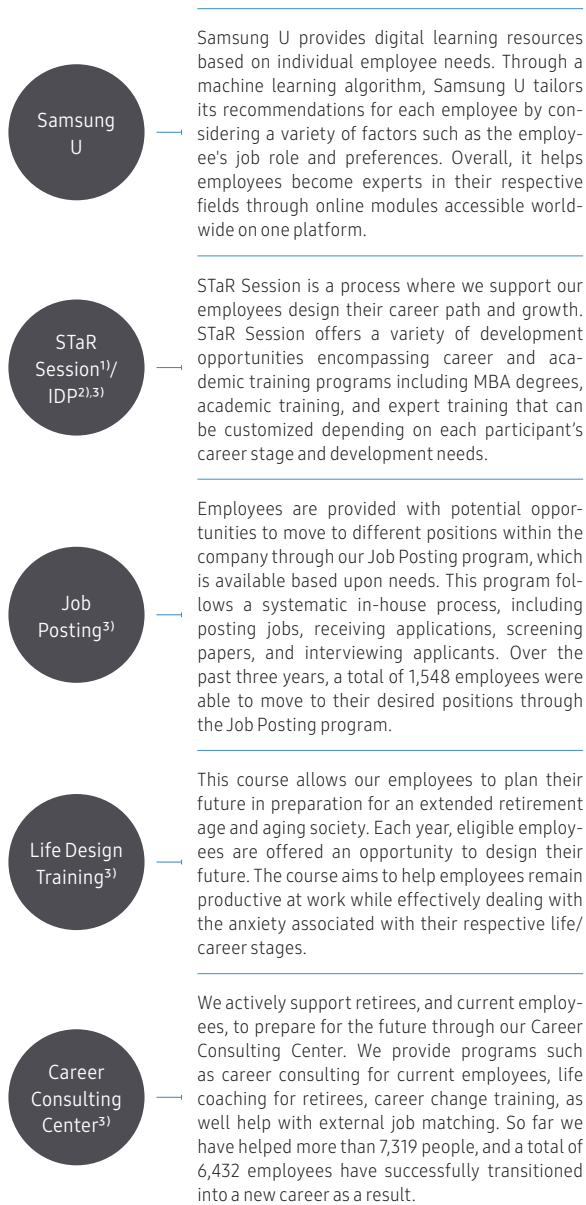 Samsung
U
Samsung U provides digital learning resources
based on individual employee needs. Through a
machine learning algorithm, Samsung U tailors
its recommendations for each employee by con-
sidering a variety of factors such as the employ-
ee's job role and preferences. Overall, it helps
employees become experts in their respective
fields through online modules accessible world-
wide on one platform.
STaR
Session¹⁾/
IDP²⁾,³⁾
STaR Session is a process where we support our
employees design their career path and growth.
STaR Session offers a variety of development
opportunities encompassing career and aca-
demic training programs including MBA degrees,
academic training, and expert training that can
be customized depending on each participant’s
career stage and development needs.
Job
Posting³⁾
Employees are provided with potential oppor-
tunities to move to different positions within the
company through our Job Posting program, which
is available based upon needs. This program fol-
lows a systematic in-house process, including
posting jobs, receiving applications, screening
papers, and interviewing applicants. Over the
past three years, a total of 1,548 employees were
able to move to their desired positions through
the Job Posting program.
Life Design
Training³⁾
This course allows our employees to plan their
future in preparation for an extended retirement
age and aging society. Each year, eligible employ-
ees are offered an opportunity to design their
future. The course aims to help employees remain
productive at work while effectively dealing with
the anxiety associated with their respective life/
career stages.
Career
Consulting
Center³⁾
We actively support retirees, and current employ-
ees, to prepare for the future through our Career
Consulting Center. We provide programs such
as career consulting for current employees, life
coaching for retirees, career change training, as
well help with external job matching. So far we
have helped more than 7,319 people, and a total of
6,432 employees have successfully transitioned
into a new career as a result.